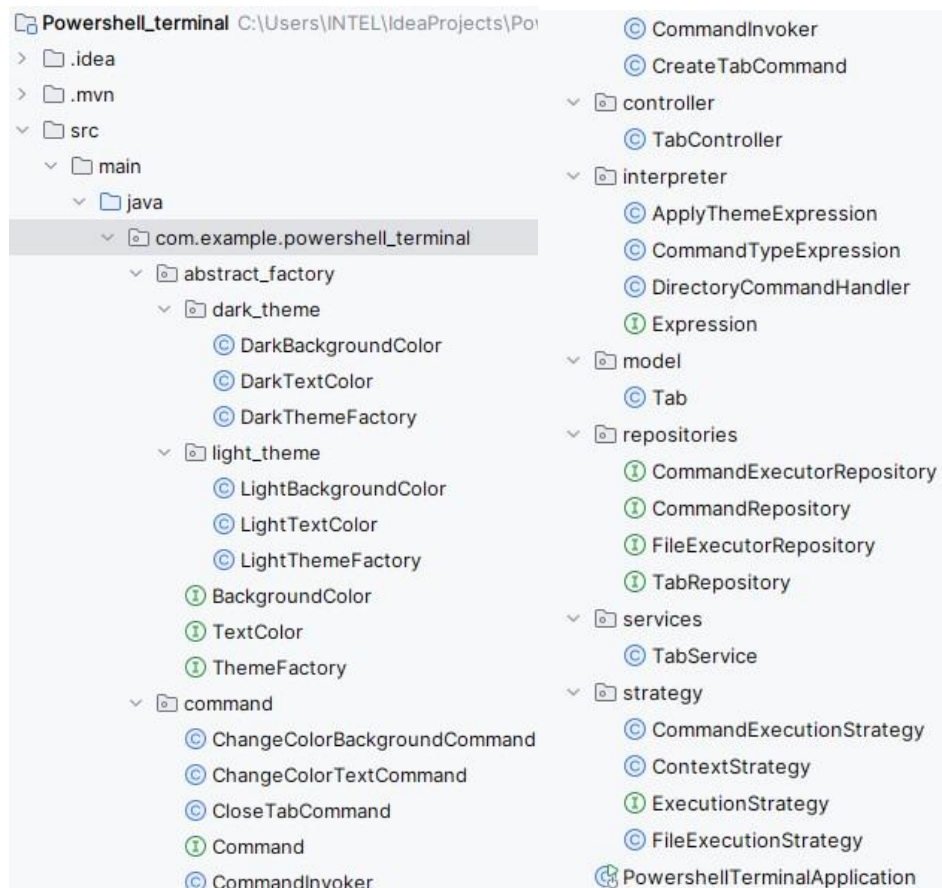 Powershell_terminal C:\Users\INTEL\IdeaProjects\Po
.idea
.mvn
src
main
java
com.example.powershell_terminal
abstract_factory
dark_theme
DarkBackgroundColor
DarkTextColor
DarkThemeFactory
light_theme
LightBackgroundColor
LightTextColor
LightThemeFactory
BackgroundColor
TextColor
ThemeFactory
command
ChangeColorBackgroundCommand
ChangeColorTextCommand
CloseTabCommand
Command
CommandInvoker
CommandInvoker
CreateTabCommand
controller
TabController
interpreter
ApplyThemeExpression
CommandTypeExpression
DirectoryCommandHandler
Expression
model
Tab
repositories
CommandExecutorRepository
CommandRepository
FileExecutorRepository
TabRepository
services
TabService
strategy
CommandExecutionStrategy
ContextStrategy
ExecutionStrategy
FileExecutionStrategy
PowershellTerminalApplication